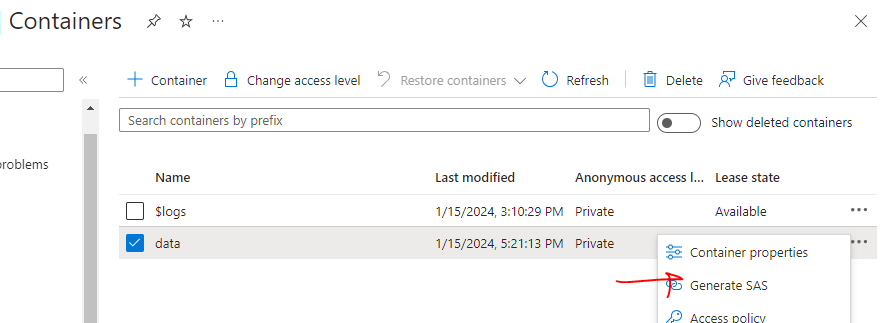 Containers ...
«
+ Container Change access level Restore containers Refresh Delete Give feedback
Search containers by prefix Show deleted containers
problems
Name Last modified Anonymous access l... Lease state
$logs 1/15/2024, 3:10:29 PM Private Available ...
data 1/15/2024, 5:21:13 PM Private ...
Container properties
Generate SAS
Access policy